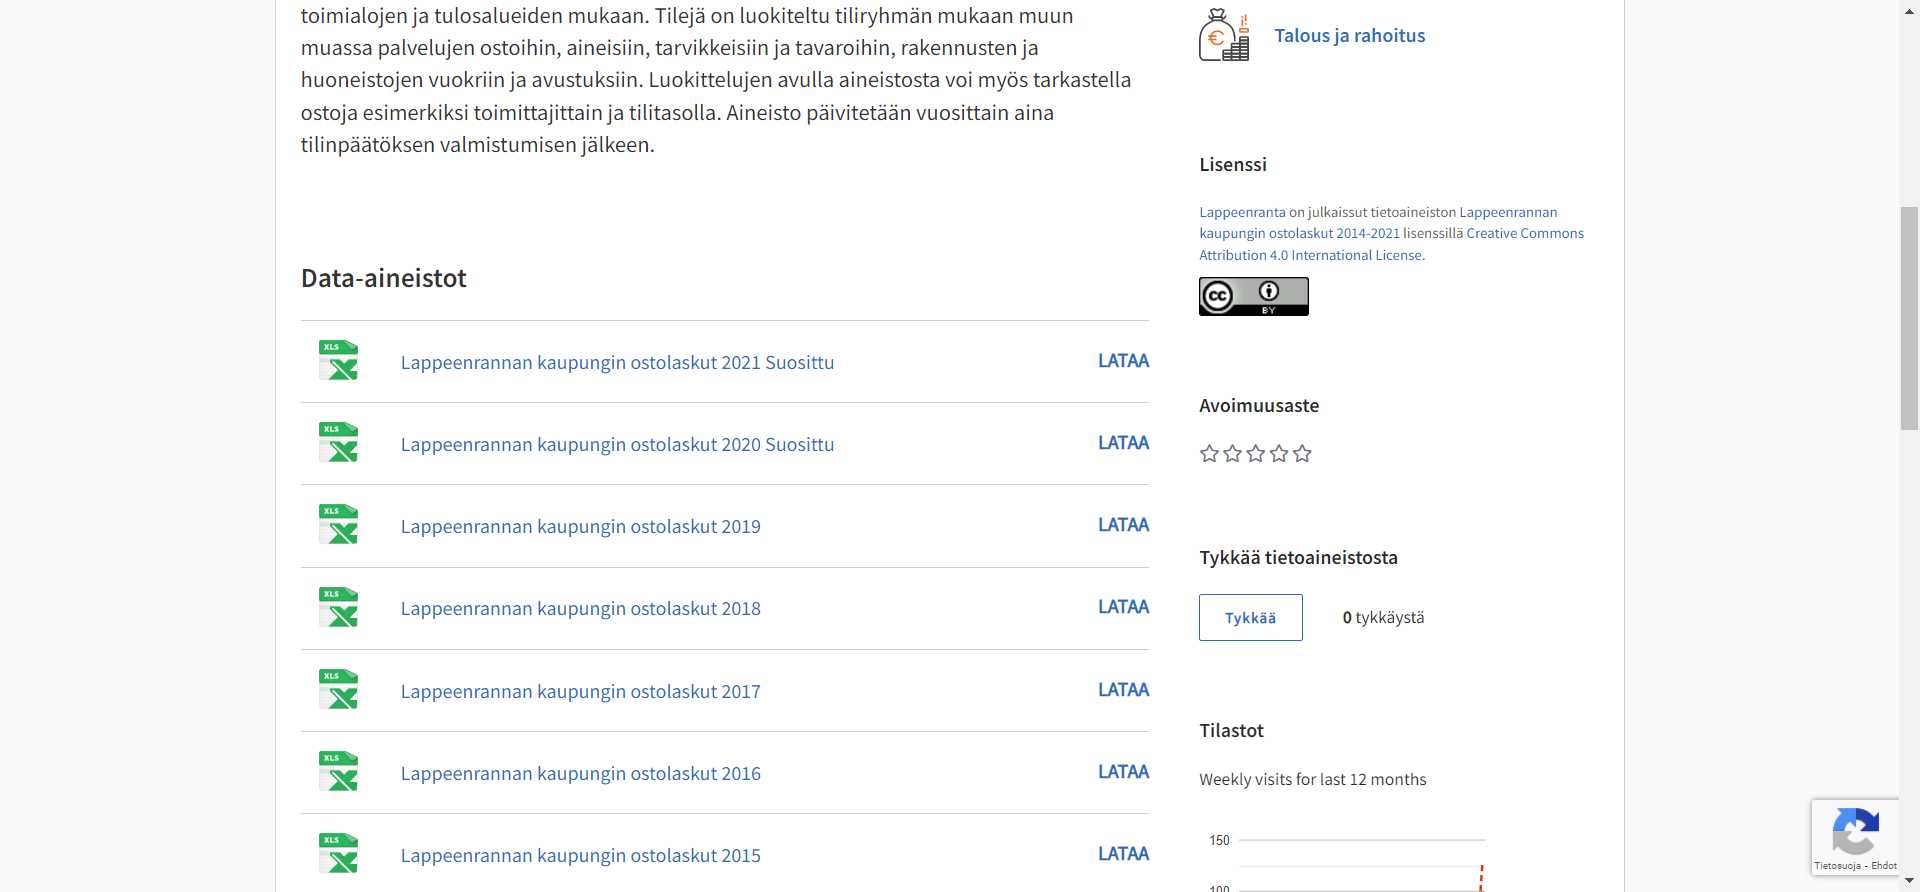 toimialojen ja tulosalueiden mukaan. Tilejä on luokiteltu tiliryhmän mukaan muun
muassa palvelujen ostoihin, aineisiin, tarvikkeisiin ja tavaroihin, rakennusten ja
huoneistojen vuokriin ja avustuksiin. Luokittelujen avulla aineistosta voi myös tarkastella
ostoja esimerkiksi toimittajittain ja tilitasolla. Aineisto päivitetään vuosittain aina
tilinpäätöksen valmistumisen jälkeen.
Data-aineistot
XLS
Lappeenrannan kaupungin ostolaskut 2021 Suosittu
LATAA
XLS
Lappeenrannan kaupungin ostolaskut 2020 Suosittu
LATAA
XLS
Lappeenrannan kaupungin ostolaskut 2019
LATAA
XLS
Lappeenrannan kaupungin ostolaskut 2018
LATAA
XLS
Lappeenrannan kaupungin ostolaskut 2017
LATAA
XLS
Lappeenrannan kaupungin ostolaskut 2016
LATAA
XLS
Lappeenrannan kaupungin ostolaskut 2015
LATAA
Talous ja rahoitus
Lisenssi
Lappeenranta on julkaissut tietoaineiston Lappeenrannan
kaupungin ostolaskut 2014-2021 lisenssillä Creative Commons
Attribution 4.0 International License.
cc
BY
Avoimuusaste
Tykkää tietoaineistosta
Tykkää
0 tykkäystä
Tilastot
Weekly visits for last 12 months
150
100
Tietosuoja - Ehdot